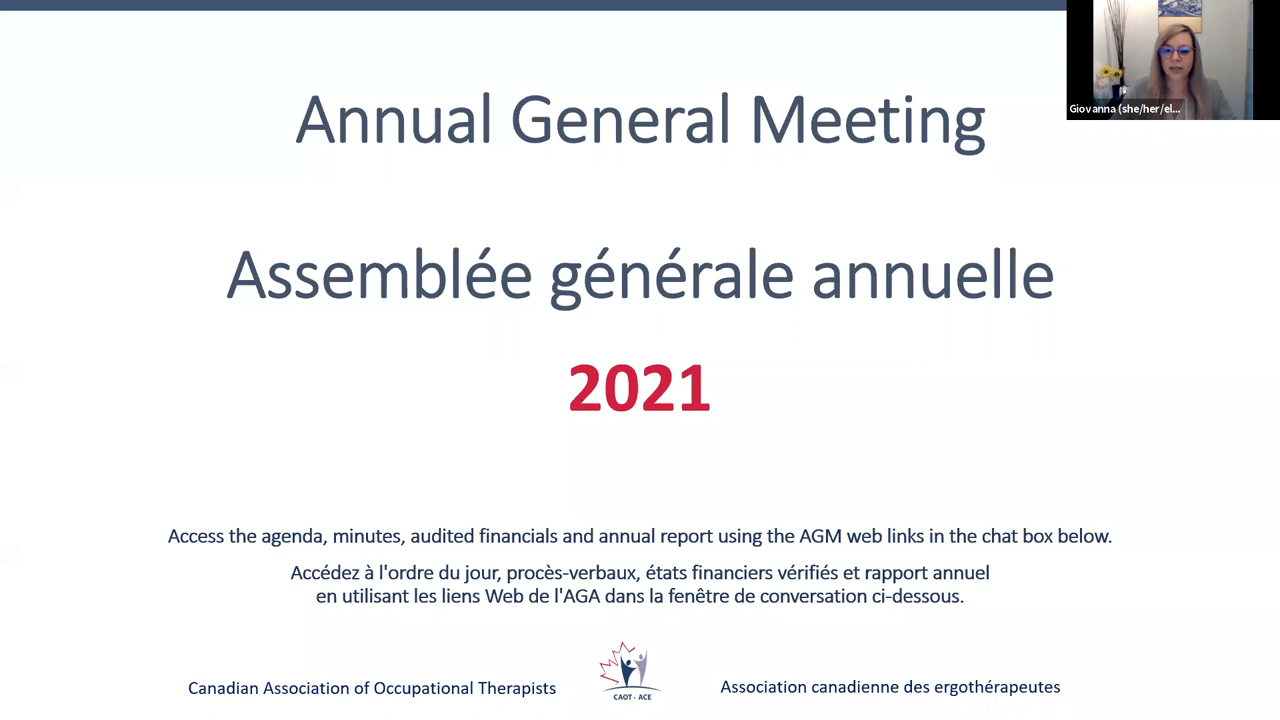 Giovanna (she/her/el...
Annual General Meeting
Assemblée générale annuelle
2021
Access the agenda, minutes, audited financials and annual report using the AGM web links in the chat box below.
Accédez à l'ordre du jour, procès-verbaux, états financiers vérifiés et rapport annuel
en utilisant les liens Web de l'AGA dans la fenêtre de conversation ci-dessous.
Canadian Association of Occupational Therapists
CAOT - ACE
Association canadienne des ergothérapeutes